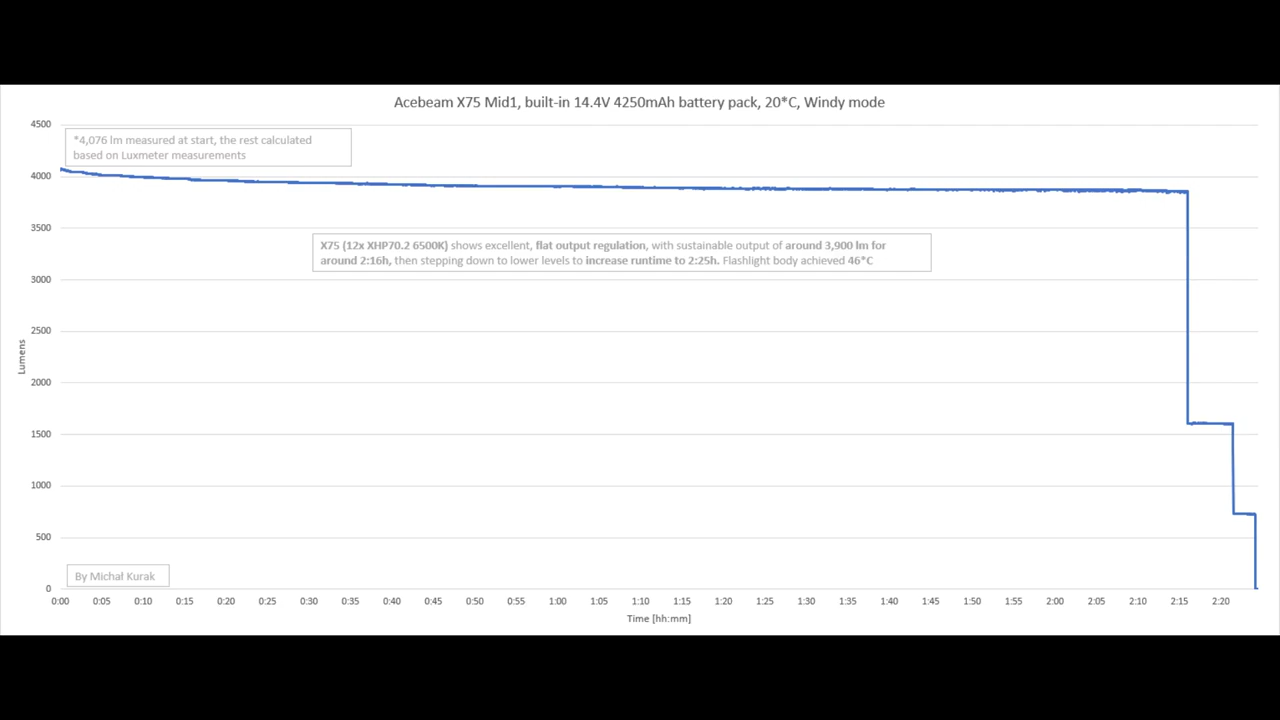 Acebeam X75 Mid1, built-in 14.4V 4250mAh battery pack, 20*C, Windy mode
4500
*4,076 lm measured at start, the rest calculated
based on Luxmeter measurements
4000
3500
X75 (12x XHP70.2 6500K) shows excellent, flat output regulation, with sustainable output of around 3,900 lm for
around 2:16h, then stepping down to lower levels to increase runtime to 2:25h. Flashlight body achieved 46*C
3000
2500
Lumens
2000
1500
1000
500
By Michał Kurak
0
0:00 0:05 0:10 0:15 0:20 0:25 0:30 0:35 0:40 0:45 0:50 0:55 1:00 1:05 1:10 1:15 1:20 1:25 1:30 1:35 1:40 1:45 1:50 1:55 2:00 2:05 2:10 2:15 2:20
Time [hh:mm]